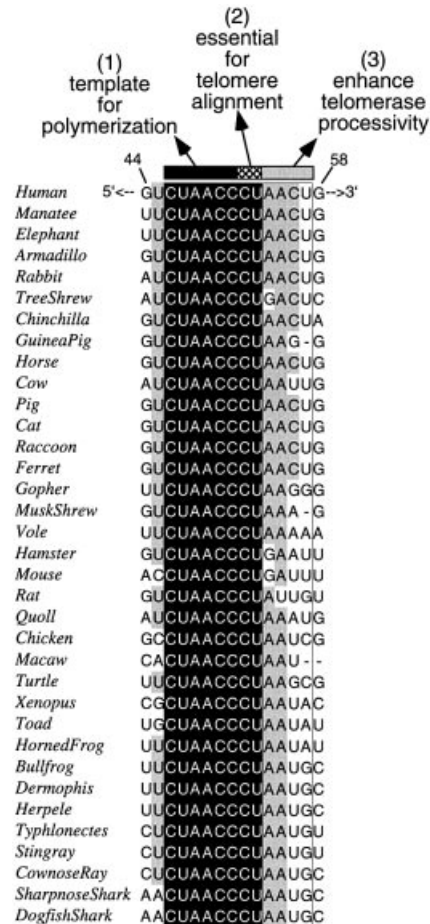 (2)
essential
for
telomere
alignment
(1)
template
for
polymerization
(3)
enhance
telomerase
processivity
44 58
Human 5'<-- GUCUAACCCUAACUG-->3'
Manatee UUCUAACCCUAACUG
Elephant UUCUAACCCUAACUG
Armadillo GUCUAACCCUAACUG
Rabbit AUCUAACCCUAACUG
TreeShrew AUCUAACCCUGACUC
Chinchilla GUCUAACCCUAACUA
GuineaPig GUCUAACCCUAAG-G
Horse GUCUAACCCUAACUG
Cow AUCUAACCCUAAUUG
Pig GUCUAACCCUAACUG
Cat GUCUAACCCUAACUG
Raccoon GUCUAACCCUAACUG
Ferret GUCUAACCCUAACUG
Gopher UUCUAACCCUAAGGG
MuskShrew GUCUAACCCUAAA-G
Vole UUCUAACCCUAAAAA
Hamster GUCUAACCCUGAAUU
Mouse ACCUAACCCUGAUUU
Rat GUCUAACCCUAUUGU
Quoll AUCUAACCCUAAAUG
Chicken GCCUAACCCUAAUCG
Macaw CACUAACCCUAAU--
Turtle UUCUAACCCUAAGCG
Xenopus CGCUAACCCUAAUAC
Toad UGCUAACCCUAAUAU
HornedFrog UUCUAACCCUAAUAU
Bullfrog UUCUAACCCUAAUGC
Dermophis UUCUAACCCUAAUGC
Herpele UUCUAACCCUAAUGC
Typhlonectes CUCUAACCCUAAUGU
Stingray CUCUAACCCUAAUGU
CownoseRay CUCUAACCCUAAUGC
SharpnoseShark AACUAACCCUAAUGC
DogfishShark AACUAACCCUAAUGC